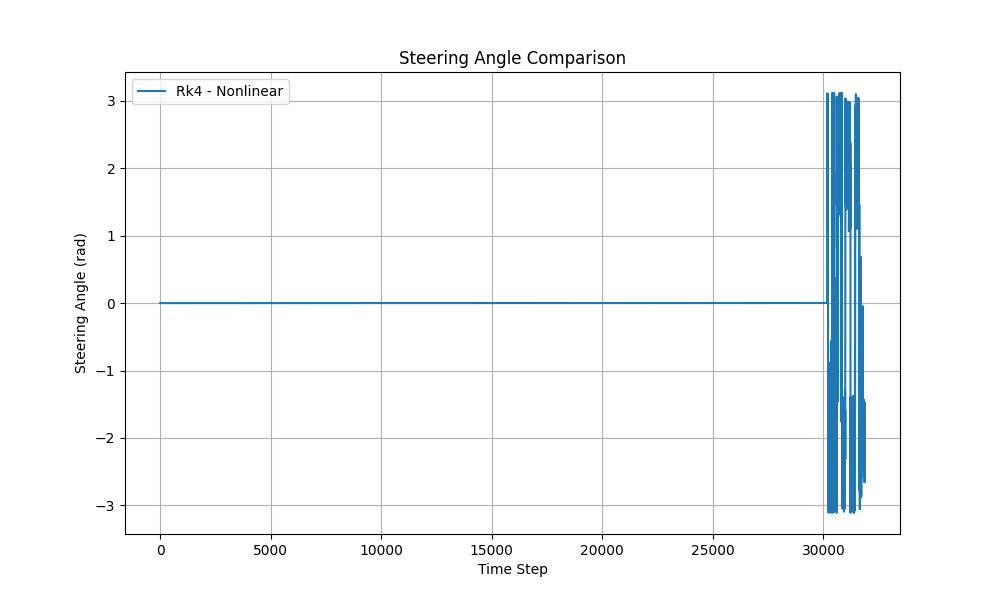 Steering Angle Comparison
Rk4 - Nonlinear
3
2
1
0
−1
−2
−3
Steering Angle (rad)
0 5000 10000 15000 20000 25000 30000
Time Step